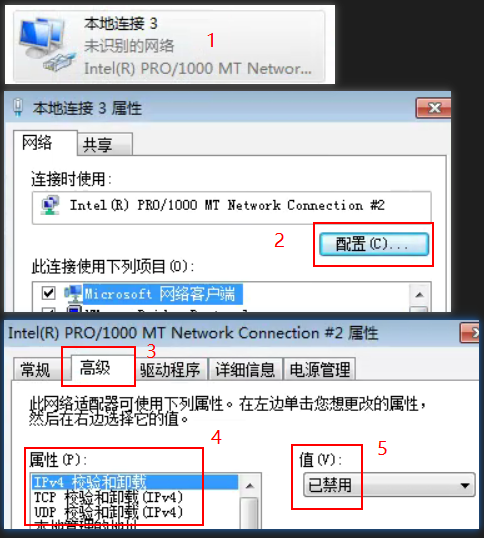 本地连接 3
未识别的网络
1
Intel(R) PRO/1000 MT Networ...
本地连接 3 属性
网络
共享
连接时使用:
Intel(R) PRO/1000 MT Network Connection #2
2
配置(C)...
此连接使用下列项目(O):
Microsoft 网络客户端
Intel(R) PRO/1000 MT Network Connection #2 属性
3
常规
高级
驱动程序
详细信息
电源管理
此网络适配器可使用下列属性。在左边单击您想更改的属性,
然后在右边选择它的值。
4
5
属性(P):
值(V):
IPv4 校验和卸载
已禁用
TCP 校验和卸载(IPv4)
UDP 校验和卸载(IPv4)
本地管理的地址